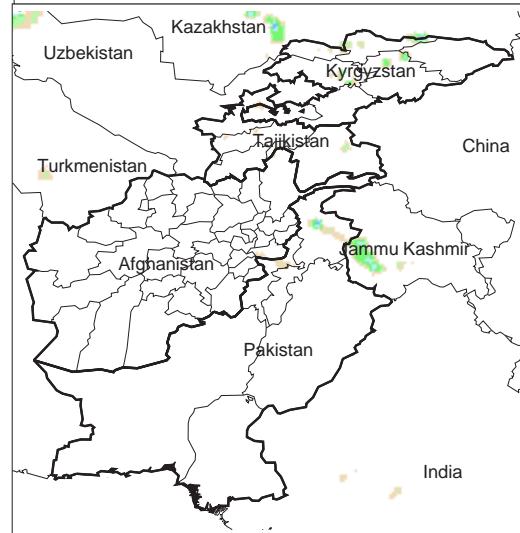 Kazakhstan
Uzbekistan
Kyrgyzstan
Tajikistan
China
Turkmenistan
Jammu Kashmir
Afghanistan
Pakistan
India